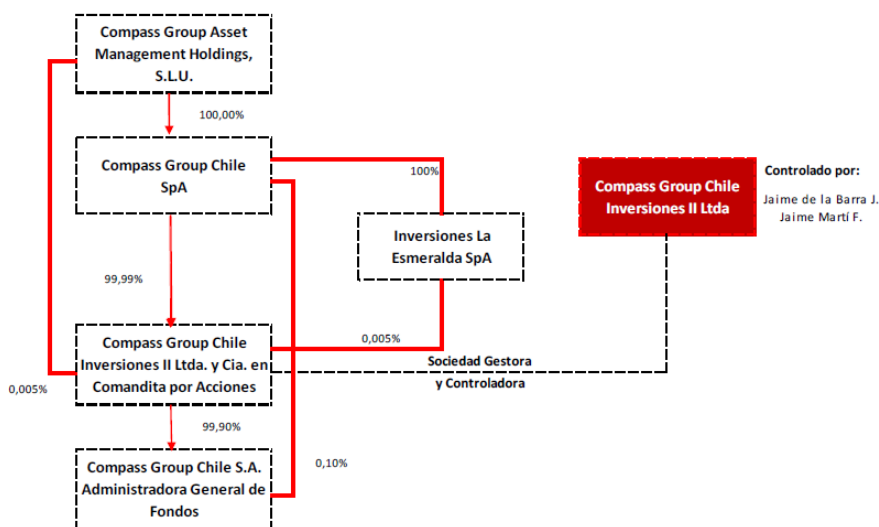 Compass Group Asset
Management Holdings,
S.L.U.
100,00%
Compass Group Chile
SpA
100%
Compass Group Chile
Inversiones II Ltda
Controlado por:
Jaime de la Barra J.
Jaime Martí F.
Inversiones La
Esmeralda SpA
99,99%
Compass Group Chile
Inversiones II Ltda. y Cia. en
Comandita por Acciones
0,005%
Sociedad Gestora
y Controladora
0,005%
99,90%
Compass Group Chile S.A.
Administradora General de
Fondos
0,10%